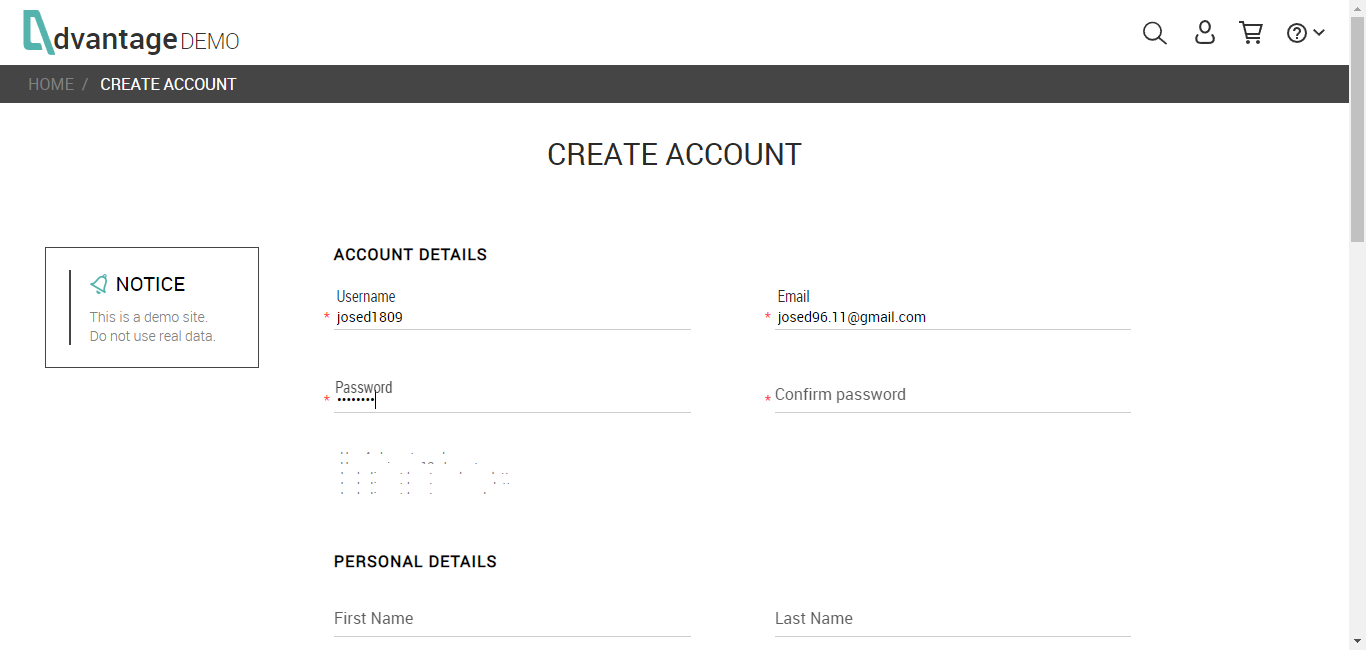 dvantage DEMO
HOME / CREATE ACCOUNT
CREATE ACCOUNT
NOTICE
This is a demo site.
Do not use real data.
ACCOUNT DETAILS
Username
* josed1809
Email
* josed96.11@gmail.com
Password
* ••••••••
* Confirm password
PERSONAL DETAILS
First Name
Last Name